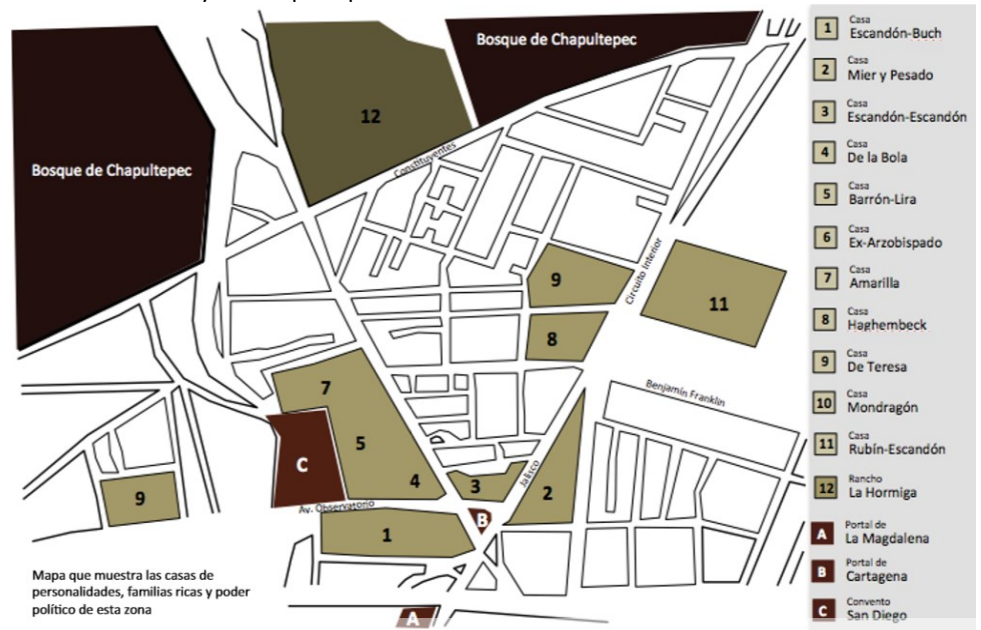 Bosque de Chapultepec
Bosque de Chapultepec
12
Constituyentes
9
Circuito Interior
11
8
7
Benjamín Franklin
5
C
4
3
Jalisco
2
9
Av. Observatorio
B
1
A
Mapa que muestra las casas de
personalidades, familias ricas y poder
político de esta zona
1 Casa
Escandón-Buch
2 Casa
Mier y Pesado
3 Casa
Escandón-Escandón
4 Casa
De la Bola
5 Casa
Barrón-Lira
6 Casa
Ex-Arzobispado
7 Casa
Amarilla
8 Casa
Haghembeck
9 Casa
De Teresa
10 Casa
Mondragón
11 Casa
Rubín-Escandón
12 Rancho
La Hormiga
A Portal de
La Magdalena
B Portal de
Cartagena
C Convento
San Diego